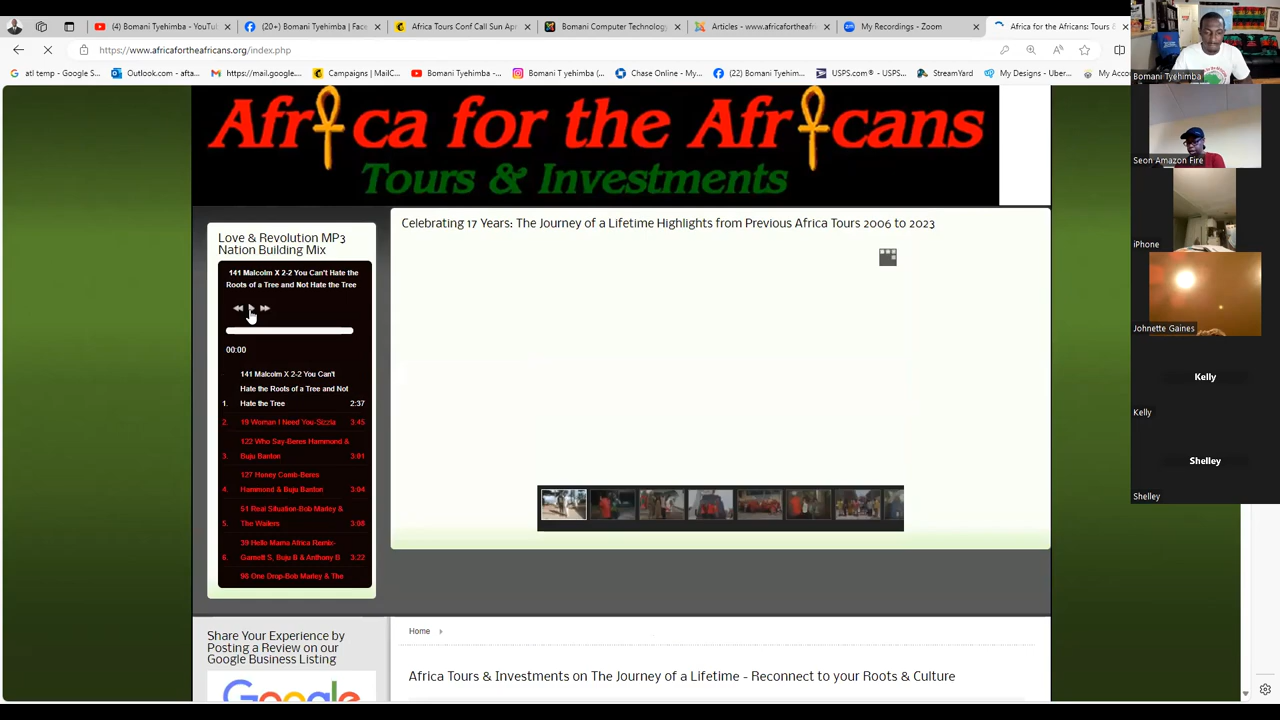 (4) Bomani Tyehimba - YouTu
(20+) Bomani Tyehimba | Face
Africa Tours Conf Call Sun Apr
Bomani Computer Technology
Articles - www.africafortheafri
My Recordings - Zoom
Africa for the Africans: Tours &
https://www.africafortheafricans.org/index.php
atl temp - Google S...
Outlook.com - afta...
https://mail.google...
Campaigns | MailC...
Bomani Tyehimba -...
Bomani T yehimba (...
Chase Online - My...
(22) Bomani Tyehim...
USPS.com® - USPS...
StreamYard
My Designs - Uber...
My Accou
Africa for the Africans
Tours & Investments
Celebrating 17 Years: The Journey of a Lifetime Highlights from Previous Africa Tours 2006 to 2023
Love & Revolution MP3
Nation Building Mix
141 Malcolm X 2-2 You Can't Hate the
Roots of a Tree and Not Hate the Tree
00:00
141 Malcolm X 2-2 You Can't
Hate the Roots of a Tree and Not
1. Hate the Tree 2:37
2. 19 Woman I Need You-Sizzla 3:45
122 Who Say-Beres Hammond &
3. Buju Banton 3:01
127 Honey Comb-Beres
4. Hammond & Buju Banton 3:04
51 Real Situation-Bob Marley &
5. The Wailers 3:08
39 Hello Mama Africa Remix-
6. Garnett S, Buju B & Anthony B 3:22
98 One Drop-Bob Marley & The
Share Your Experience by
Posting a Review on our
Google Business Listing
Google
Home
Africa Tours & Investments on The Journey of a Lifetime - Reconnect to your Roots & Culture
Bomani Tyehimba
Seon Amazon Fire
iPhone
Johnette Gaines
Kelly
Kelly
Shelley
Shelley